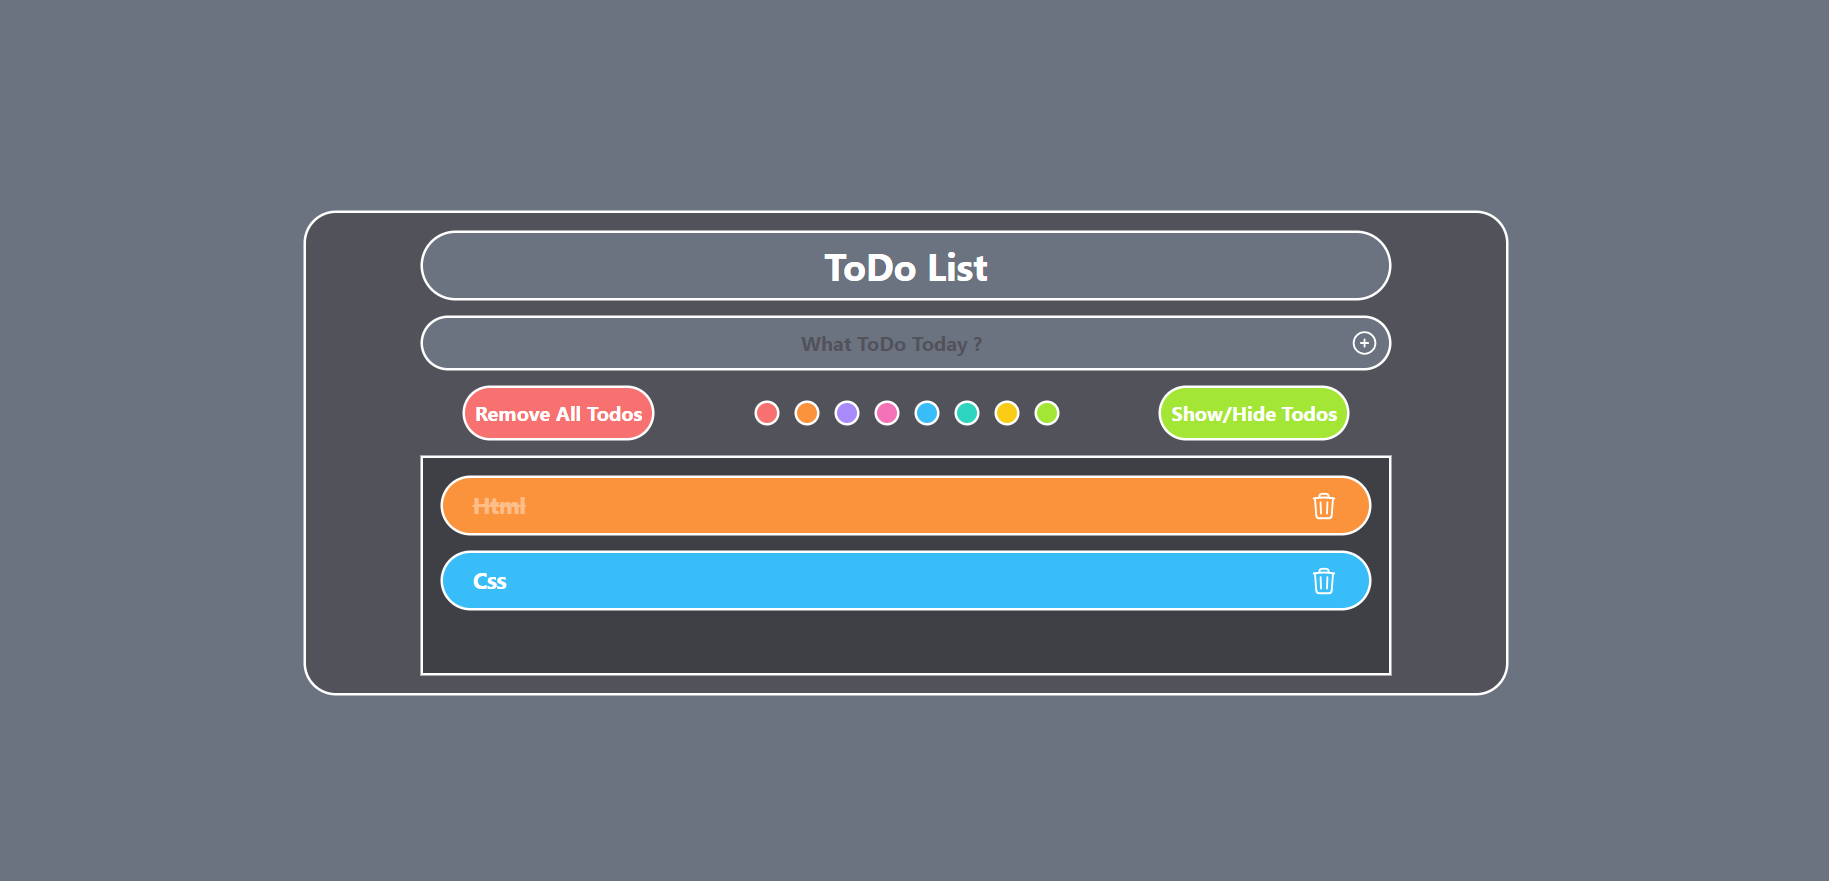 ToDo List
What ToDo Today ?
Remove All Todos
Show/Hide Todos
Html
Css